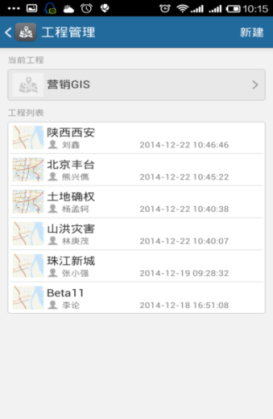 10:15
工程管理
新建
当前工程
营销GIS
工程列表
陕西西安
刘鑫 2014-12-22 10:46:46
北京丰台
熊兴儁 2014-12-22 10:45:22
土地确权
杨孟轲 2014-12-22 10:40:38
山洪灾害
林庚茂 2014-12-22 10:40:07
珠江新城
张小强 2014-12-19 09:28:32
Beta11
李论 2014-12-18 16:51:08